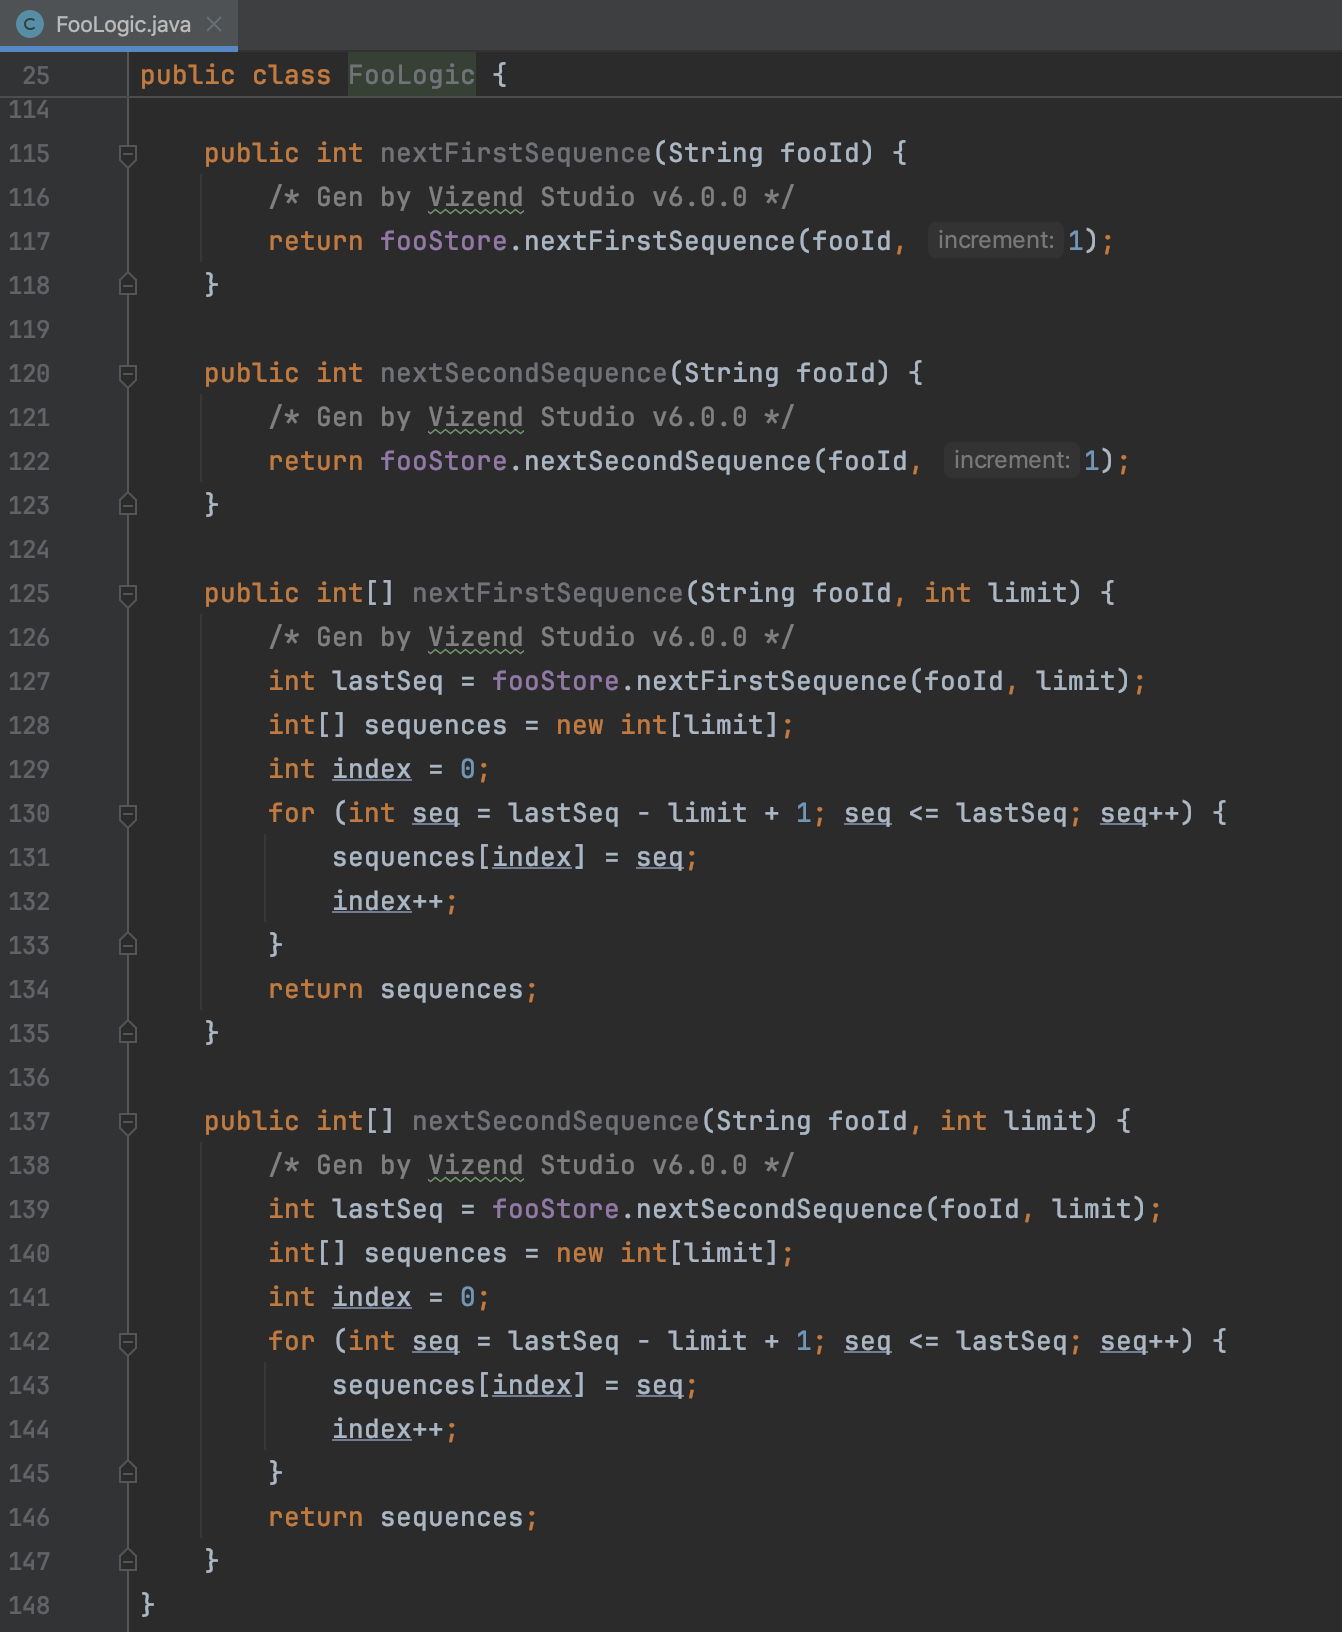 FooLogic.java
25 public class FooLogic {
114
115 public int nextFirstSequence(String fooId) {
116 /* Gen by Vizend Studio v6.0.0 */
117 return fooStore.nextFirstSequence(fooId, increment: 1);
118 }
119
120 public int nextSecondSequence(String fooId) {
121 /* Gen by Vizend Studio v6.0.0 */
122 return fooStore.nextSecondSequence(fooId, increment: 1);
123 }
124
125 public int[] nextFirstSequence(String fooId, int limit) {
126 /* Gen by Vizend Studio v6.0.0 */
127 int lastSeq = fooStore.nextFirstSequence(fooId, limit);
128 int[] sequences = new int[limit];
129 int index = 0;
130 for (int seq = lastSeq - limit + 1; seq <= lastSeq; seq++) {
131 sequences[index] = seq;
132 index++;
133 }
134 return sequences;
135 }
136
137 public int[] nextSecondSequence(String fooId, int limit) {
138 /* Gen by Vizend Studio v6.0.0 */
139 int lastSeq = fooStore.nextSecondSequence(fooId, limit);
140 int[] sequences = new int[limit];
141 int index = 0;
142 for (int seq = lastSeq - limit + 1; seq <= lastSeq; seq++) {
143 sequences[index] = seq;
144 index++;
145 }
146 return sequences;
147 }
148 }